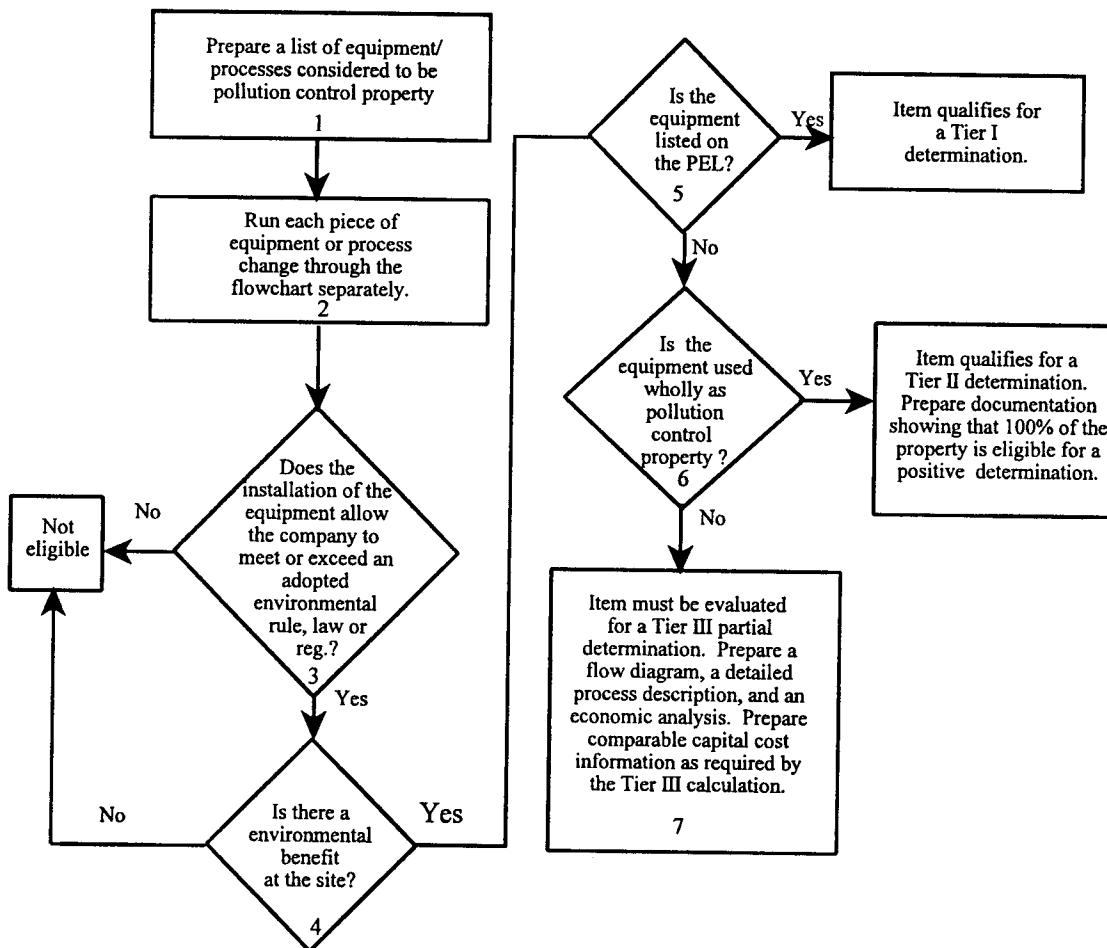 Prepare a list of equipment/
processes considered to be
pollution control property
1
Run each piece of
equipment or process
change through the
flowchart separately.
2
Does the
installation of the
equipment allow
the company to
meet or exceed an
adopted
environmental
rule, law or
reg.?
3
No
Not
eligible
Yes
Is there a
environmental
benefit
at the site?
4
No
Yes
Is the
equipment
listed on
the PEL?
5
Yes
Item qualifies for
a Tier I
determination.
No
Is the
equipment used
wholly as
pollution
control
property ?
6
Yes
Item qualifies for a
Tier II determination.
Prepare documentation
showing that 100% of the
property is eligible for a
positive determination.
No
Item must be evaluated
for a Tier III partial
determination. Prepare a
flow diagram, a detailed
process description, and an
economic analysis. Prepare
comparable capital cost
information as required by
the Tier III calculation.
7